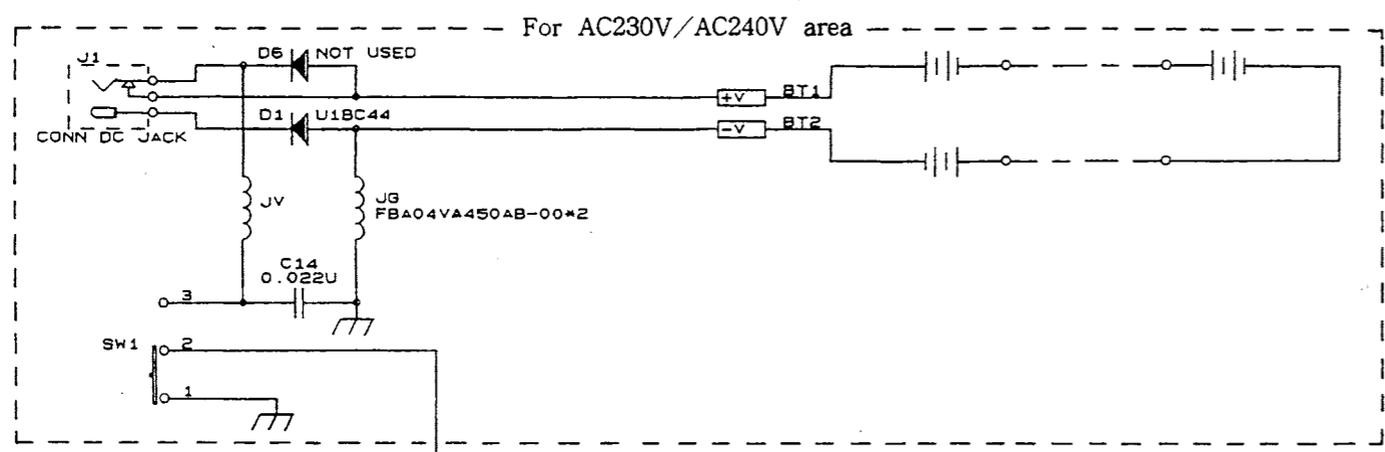 For AC230V/AC240V area
J1
D6 NOT USED
+V BT1
D1 U1BC44
-V BT2
CONN DC JACK
JV
JG
FBA04VA450AB-00*2
C14
0.022U
3
SW1
2
1